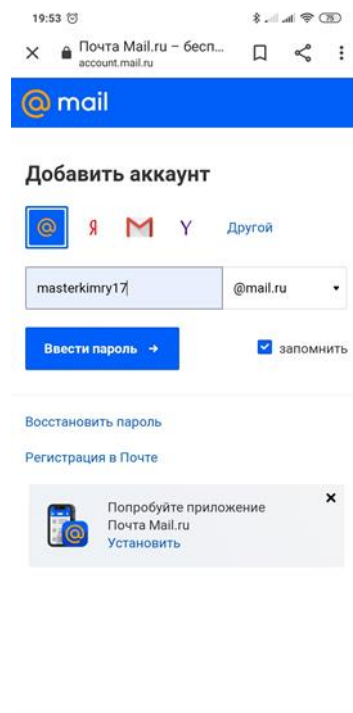 19:53
75
Почта Mail.ru – бесп...
account.mail.ru
@ mail
Добавить аккаунт
@ Я M Y Другой
masterkimry17 @mail.ru
Ввести пароль → запомнить
Восстановить пароль
Регистрация в Почте
Попробуйте приложение
Почта Mail.ru
Установить